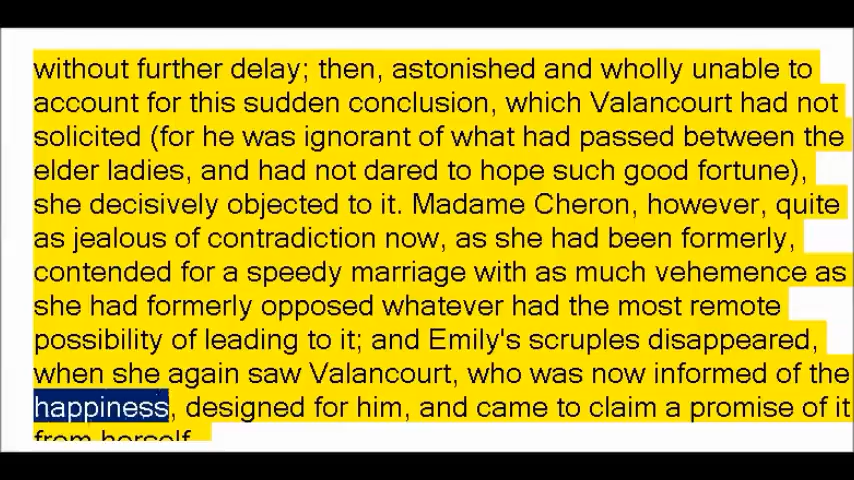 without further delay; then, astonished and wholly unable to
account for this sudden conclusion, which Valancourt had not
solicited (for he was ignorant of what had passed between the
elder ladies, and had not dared to hope such good fortune),
she decisively objected to it. Madame Cheron, however, quite
as jealous of contradiction now, as she had been formerly,
contended for a speedy marriage with as much vehemence as
she had formerly opposed whatever had the most remote
possibility of leading to it; and Emily's scruples disappeared,
when she again saw Valancourt, who was now informed of the
happiness, designed for him, and came to claim a promise of it
from herself.